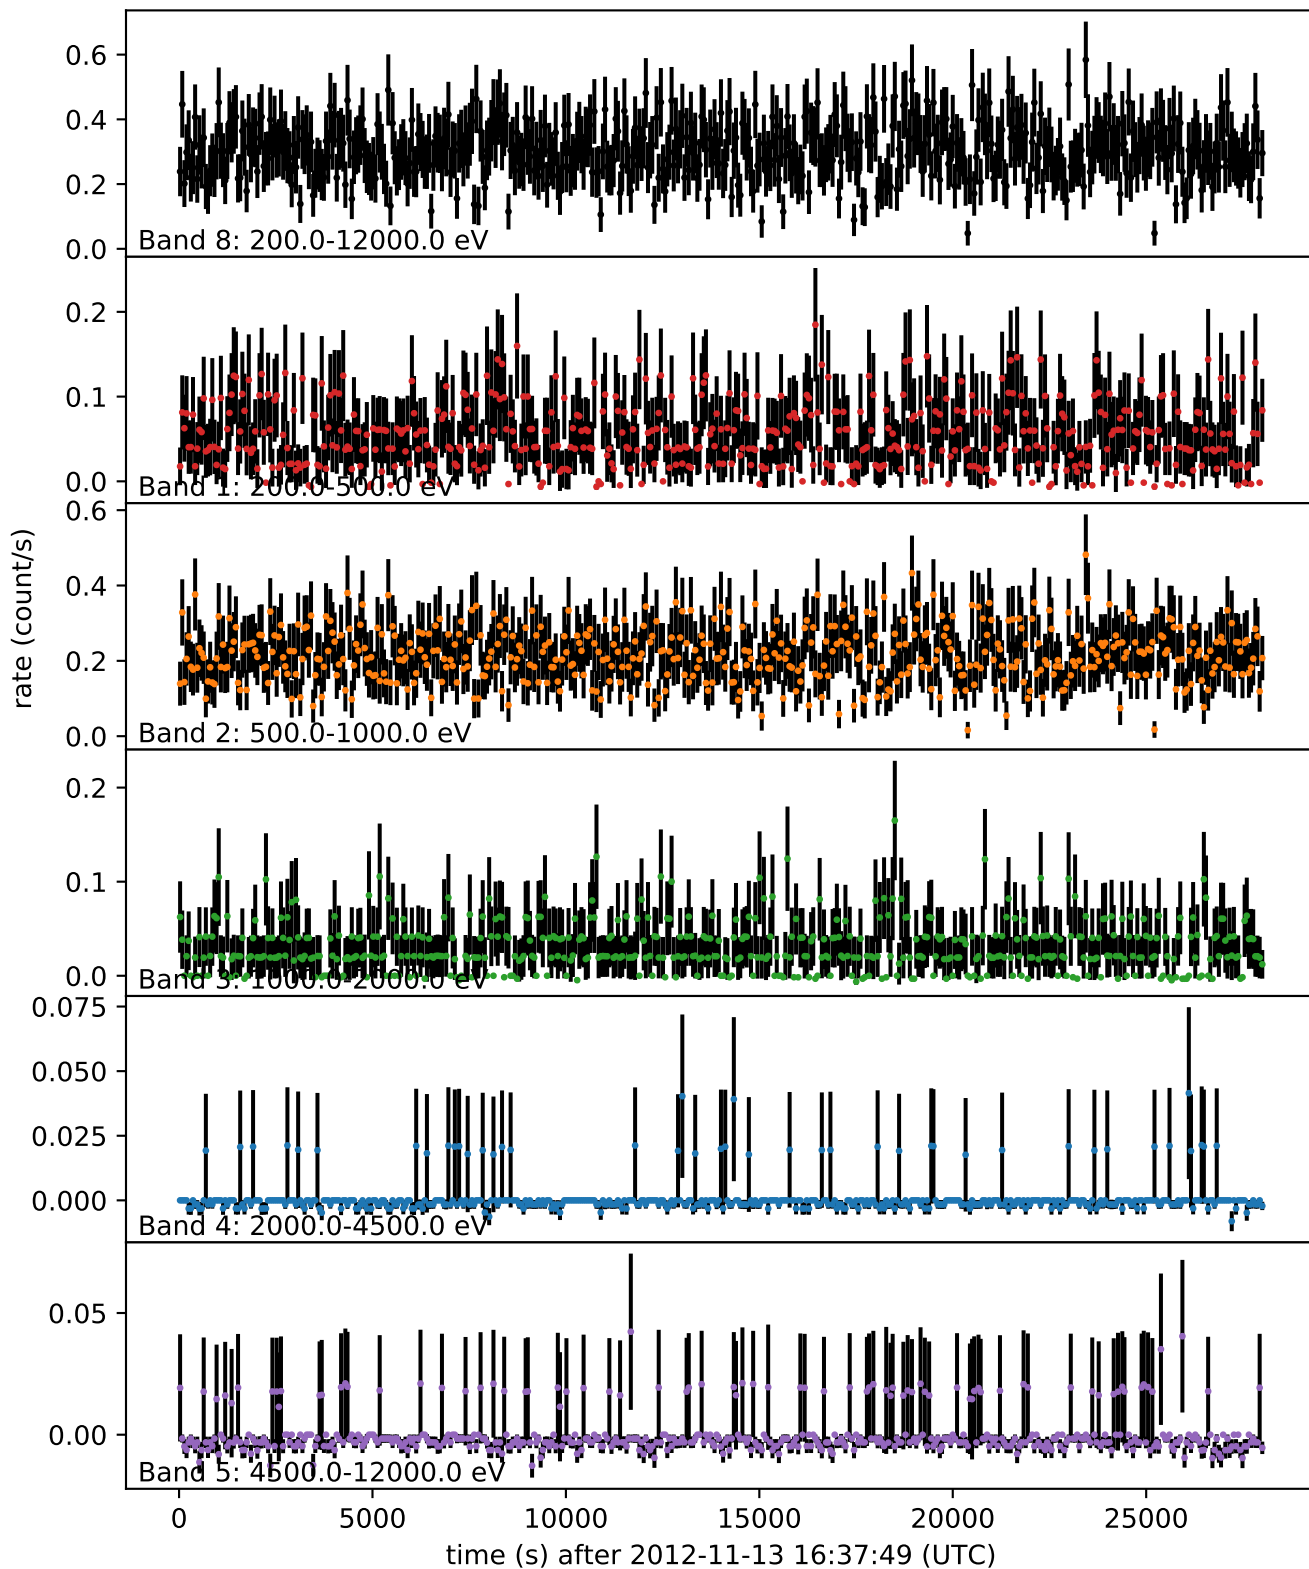 0.6
0.4
0.2
0.0
Band 8: 200.0-12000.0 eV
0.2
0.1
0.0
Band 1: 200.0-500.0 eV
0.6
0.4
0.2
0.0
Band 2: 500.0-1000.0 eV
rate (count/s)
0.2
0.1
0.0
Band 3: 1000.0-2000.0 eV
0.075
0.050
0.025
0.000
Band 4: 2000.0-4500.0 eV
0.05
0.00
Band 5: 4500.0-12000.0 eV
0 5000 10000 15000 20000 25000
time (s) after 2012-11-13 16:37:49 (UTC)